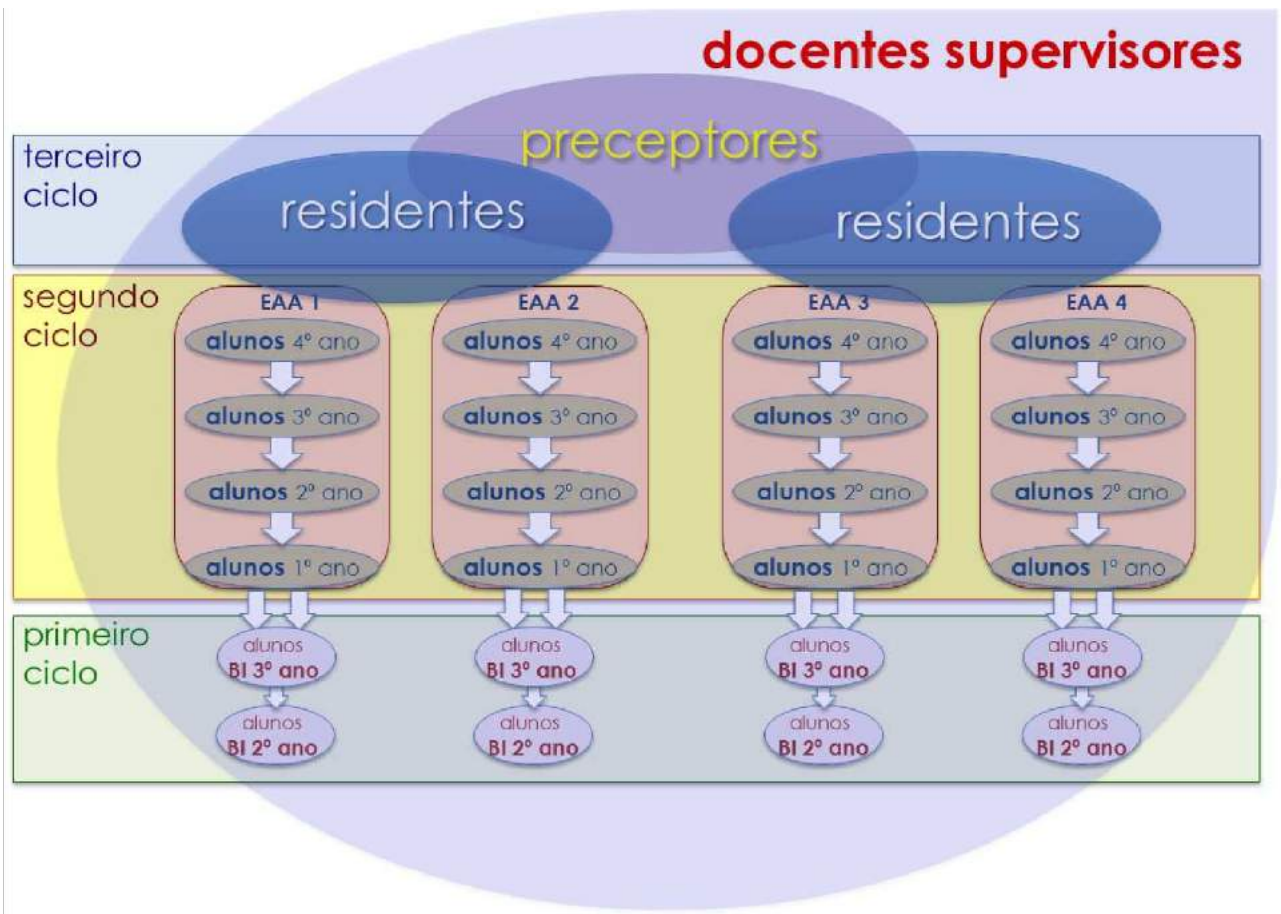 docentes supervisores
preceptores
terceiro
ciclo
residentes
residentes
segundo
ciclo
EAA 1
EAA 2
EAA 3
EAA 4
alunos 4º ano
alunos 4º ano
alunos 4º ano
alunos 4º ano
alunos 3º ano
alunos 3º ano
alunos 3º ano
alunos 3º ano
alunos 2º ano
alunos 2º ano
alunos 2º ano
alunos 2º ano
alunos 1º ano
alunos 1º ano
alunos 1º ano
alunos 1º ano
primeiro
ciclo
alunos
BI 3º ano
alunos
BI 3º ano
alunos
BI 3º ano
alunos
BI 3º ano
alunos
BI 2º ano
alunos
BI 2º ano
alunos
BI 2º ano
alunos
BI 2º ano